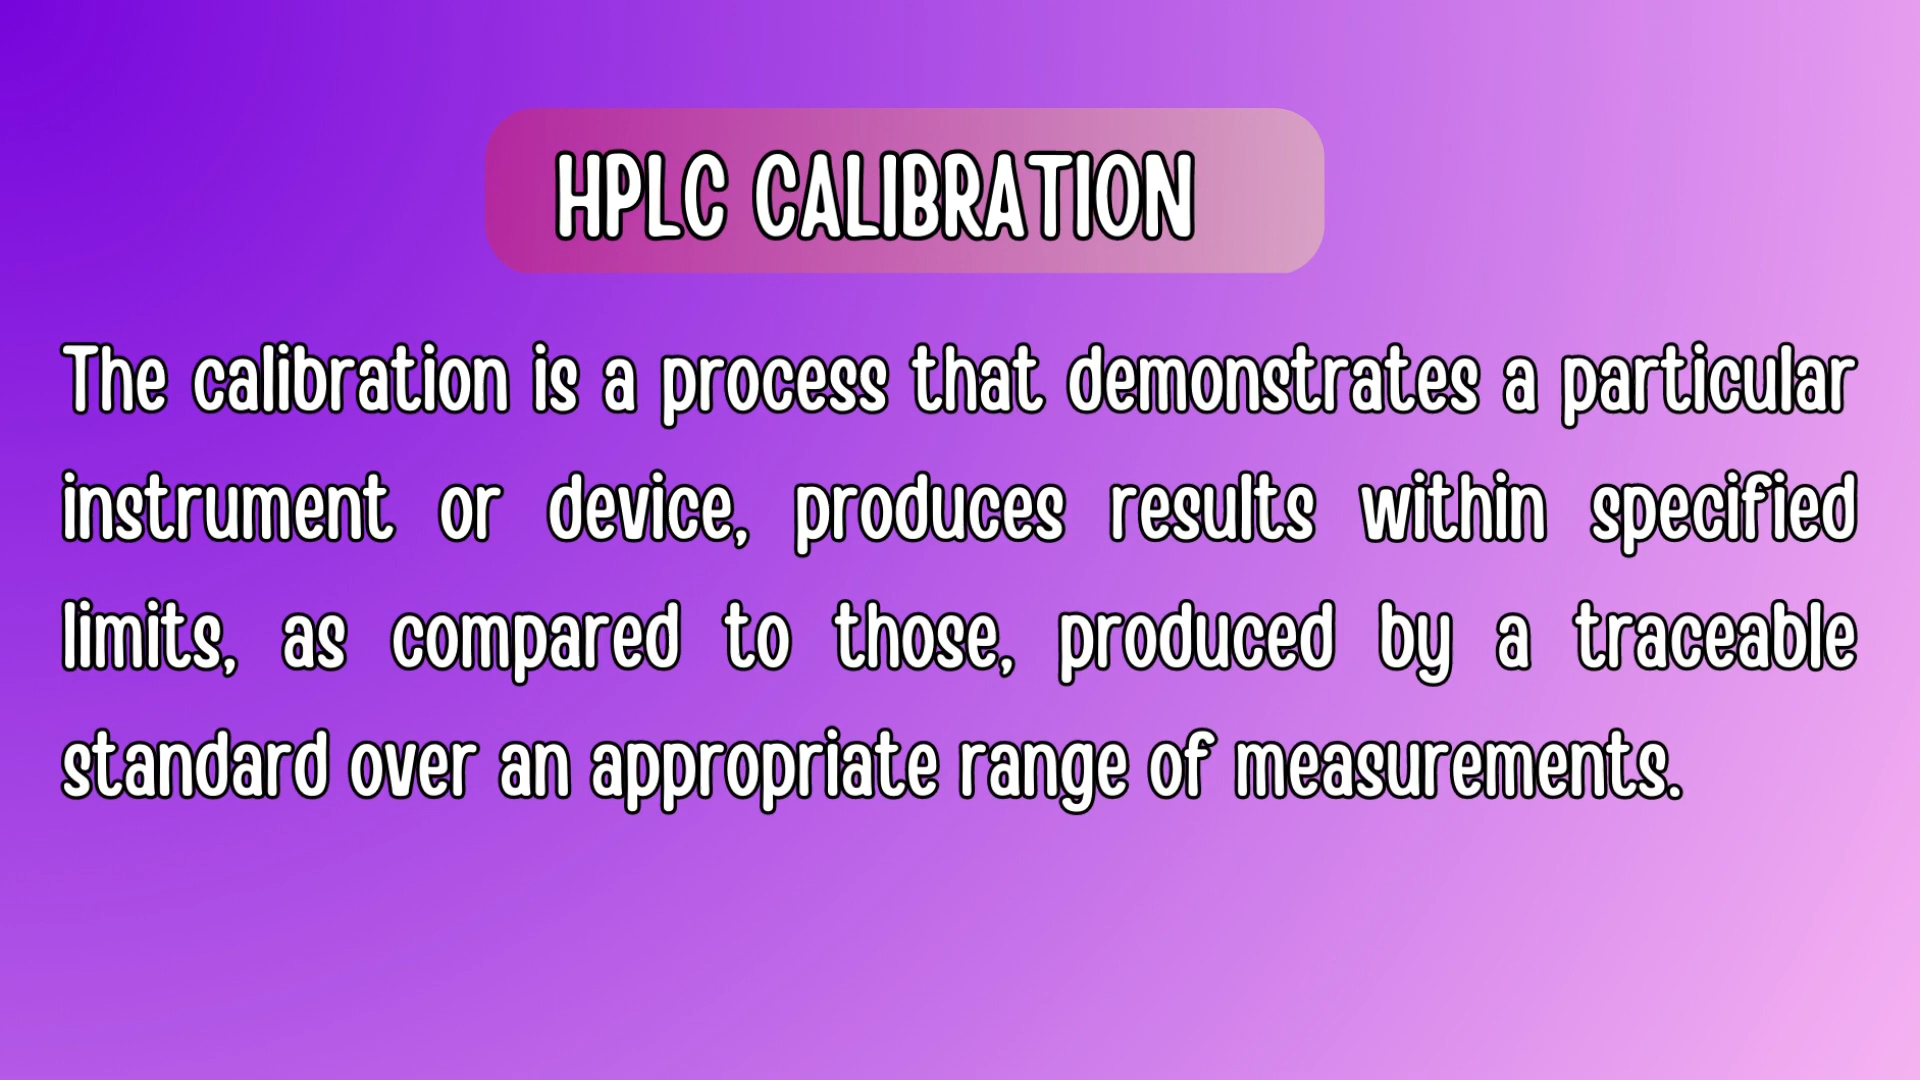 HPLC CALIBRATION
The calibration is a process that demonstrates a particular
instrument or device, produces results within specified
limits, as compared to those, produced by a traceable
standard over an appropriate range of measurements.